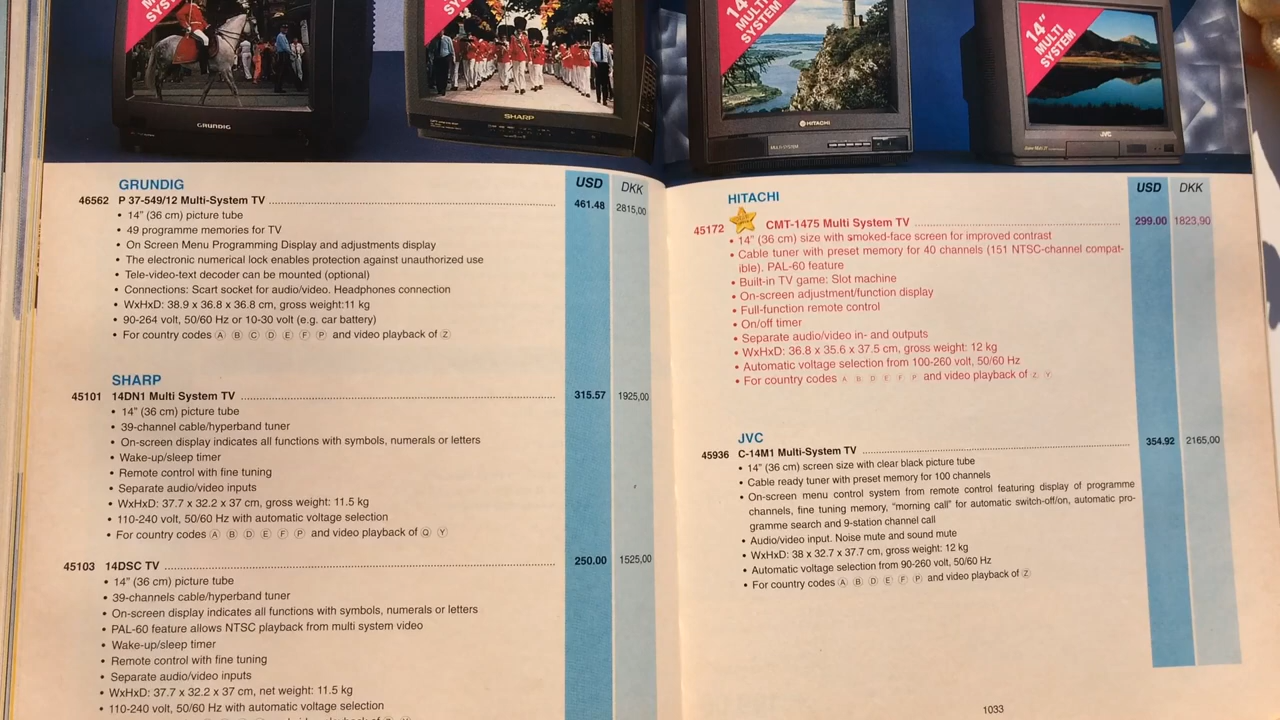 14" MULTI SYSTEM
14" MULTI SYSTEM
GRUNDIG
SHARP
HITACHI
MULTI-SYSTEM
JVC
GRUNDIG
USD DKK
46562 P 37-549/12 Multi-System TV 461.48 2815,00
• 14" (36 cm) picture tube
• 49 programme memories for TV
• On Screen Menu Programming Display and adjustments display
• The electronic numerical lock enables protection against unauthorized use
• Tele-video-text decoder can be mounted (optional)
• Connections: Scart socket for audio/video. Headphones connection
• WxHxD: 38.9 x 36.8 x 36.8 cm, gross weight:11 kg
• 90-264 volt, 50/60 Hz or 10-30 volt (e.g. car battery)
• For country codes A B C D E F P and video playback of Z
SHARP
45101 14DN1 Multi System TV 315.57 1925,00
• 14" (36 cm) picture tube
• 39-channel cable/hyperband tuner
• On-screen display indicates all functions with symbols, numerals or letters
• Wake-up/sleep timer
• Remote control with fine tuning
• Separate audio/video inputs
• WxHxD: 37.7 x 32.2 x 37 cm, gross weight: 11.5 kg
• 110-240 volt, 50/60 Hz with automatic voltage selection
• For country codes A B D E F P and video playback of Q Y
45103 14DSC TV 250.00 1525,00
• 14" (36 cm) picture tube
• 39-channels cable/hyperband tuner
• On-screen display indicates all functions with symbols, numerals or letters
• PAL-60 feature allows NTSC playback from multi system video
• Wake-up/sleep timer
• Remote control with fine tuning
• Separate audio/video inputs
• WxHxD: 37.7 x 32.2 x 37 cm, net weight: 11.5 kg
• 110-240 volt, 50/60 Hz with automatic voltage selection
USD DKK
HITACHI
45172 CMT-1475 Multi System TV 299.00 1823,90
• 14" (36 cm) size with smoked-face screen for improved contrast
• Cable tuner with preset memory for 40 channels (151 NTSC-channel compat-
ible). PAL-60 feature
• Built-in TV game: Slot machine
• On-screen adjustment/function display
• Full-function remote control
• On/off timer
• Separate audio/video in- and outputs
• WxHxD: 36.8 x 35.6 x 37.5 cm, gross weight: 12 kg
• Automatic voltage selection from 100-260 volt, 50/60 Hz
• For country codes A B D E F P and video playback of Z Y
JVC
45936 C-14M1 Multi-System TV 354.92 2165,00
• 14" (36 cm) screen size with clear black picture tube
• Cable ready tuner with preset memory for 100 channels
• On-screen menu control system from remote control featuring display of programme
channels, fine tuning memory, "morning call" for automatic switch-off/on, automatic pro-
gramme search and 9-station channel call
• Audio/video input. Noise mute and sound mute
• WxHxD: 38 x 32.7 x 37.7 cm, gross weight: 12 kg
• Automatic voltage selection from 90-260 volt, 50/60 Hz
• For country codes A B D E F P and video playback of Z
1033